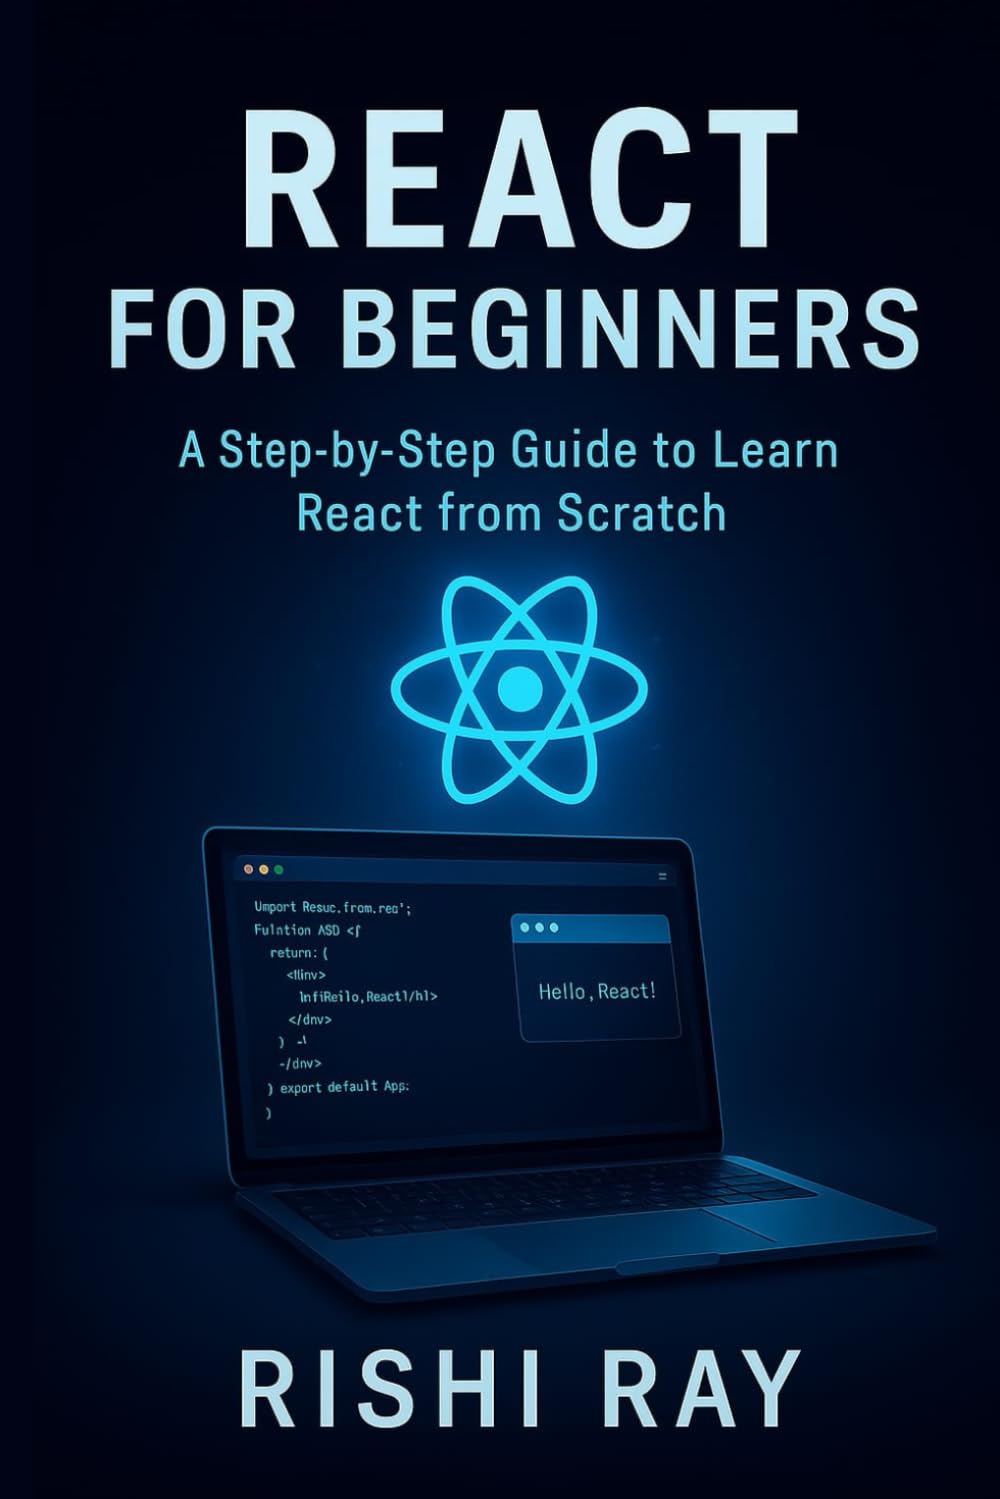 REACT
FOR BEGINNERS
A Step-by-Step Guide to Learn
React from Scratch
Umport Resuc.from.rea';
Fulntion ASD <f
return: (
<llinv>
lnfiReilo,Reactl/hl>
</dnv>
) -l
-/dnv>
) export default App:
)
Hello, React!
RISHI RAY